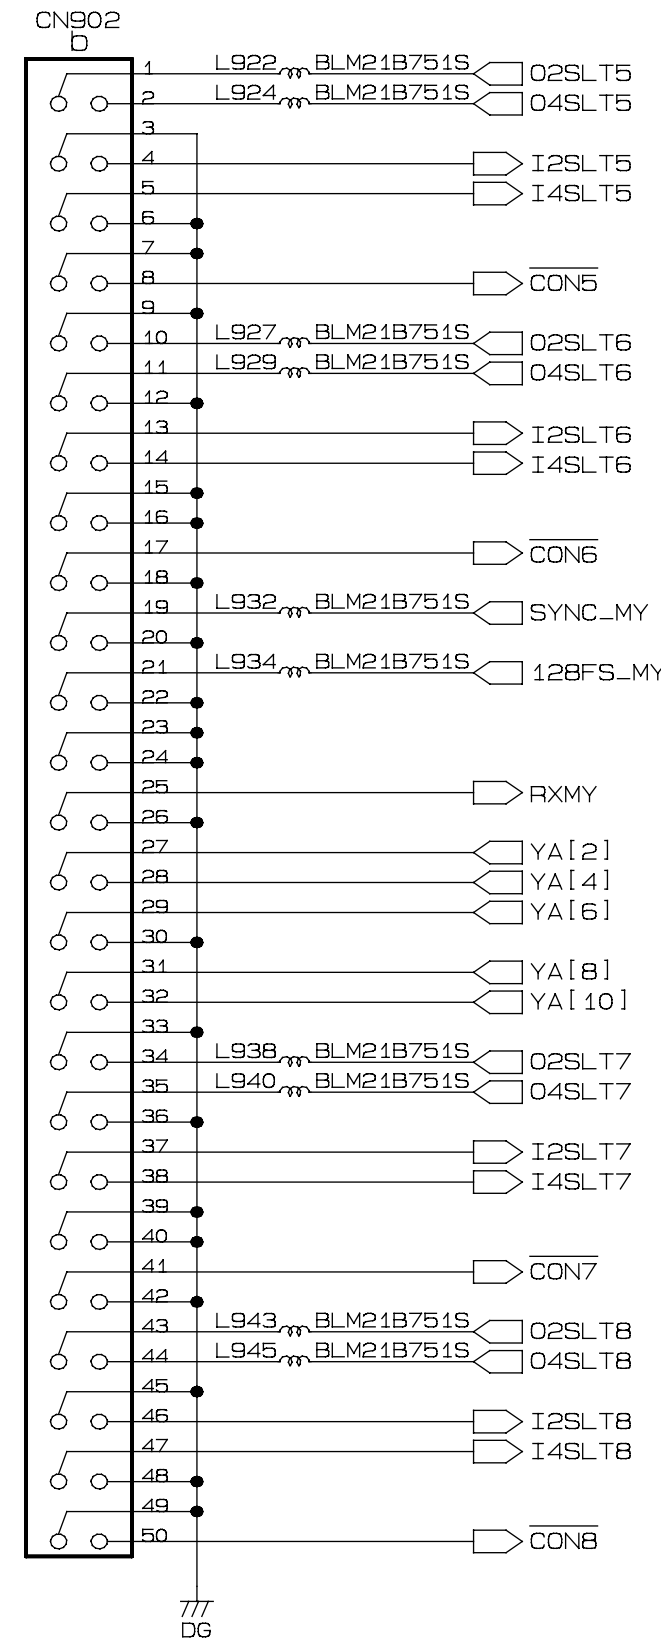 CN902
b
1 L922 BLM21B751S O2SLT5
2 L924 BLM21B751S O4SLT5
3
4 I2SLT5
5 I4SLT5
6
7
8 CON5
9
10 L927 BLM21B751S O2SLT6
11 L929 BLM21B751S O4SLT6
12
13 I2SLT6
14 I4SLT6
15
16
17 CON6
18
19 L932 BLM21B751S SYNC_MY
20
21 L934 BLM21B751S 128FS_MY
22
23
24
25 RXMY
26
27 YA[2]
28 YA[4]
29 YA[6]
30
31 YA[8]
32 YA[10]
33
34 L938 BLM21B751S O2SLT7
35 L940 BLM21B751S O4SLT7
36
37 I2SLT7
38 I4SLT7
39
40
41 CON7
42
43 L943 BLM21B751S O2SLT8
44 L945 BLM21B751S O4SLT8
45
46 I2SLT8
47 I4SLT8
48
49
50 CON8
DG